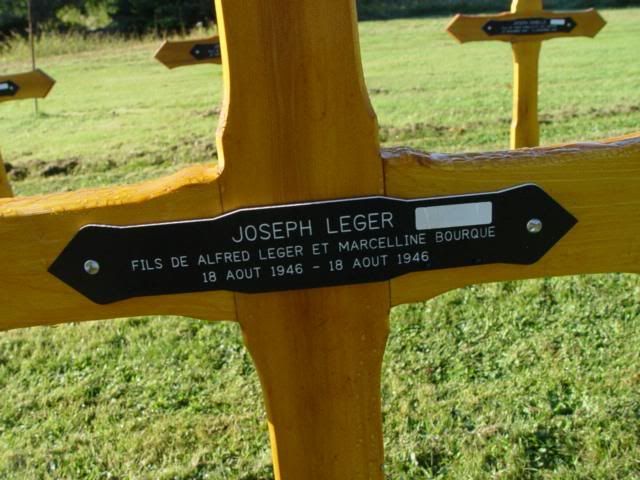 JOSEPH LEGER
FILS DE ALFRED LEGER ET MARCELLINE BOURQUE
18 AOUT 1946 - 18 AOUT 1946